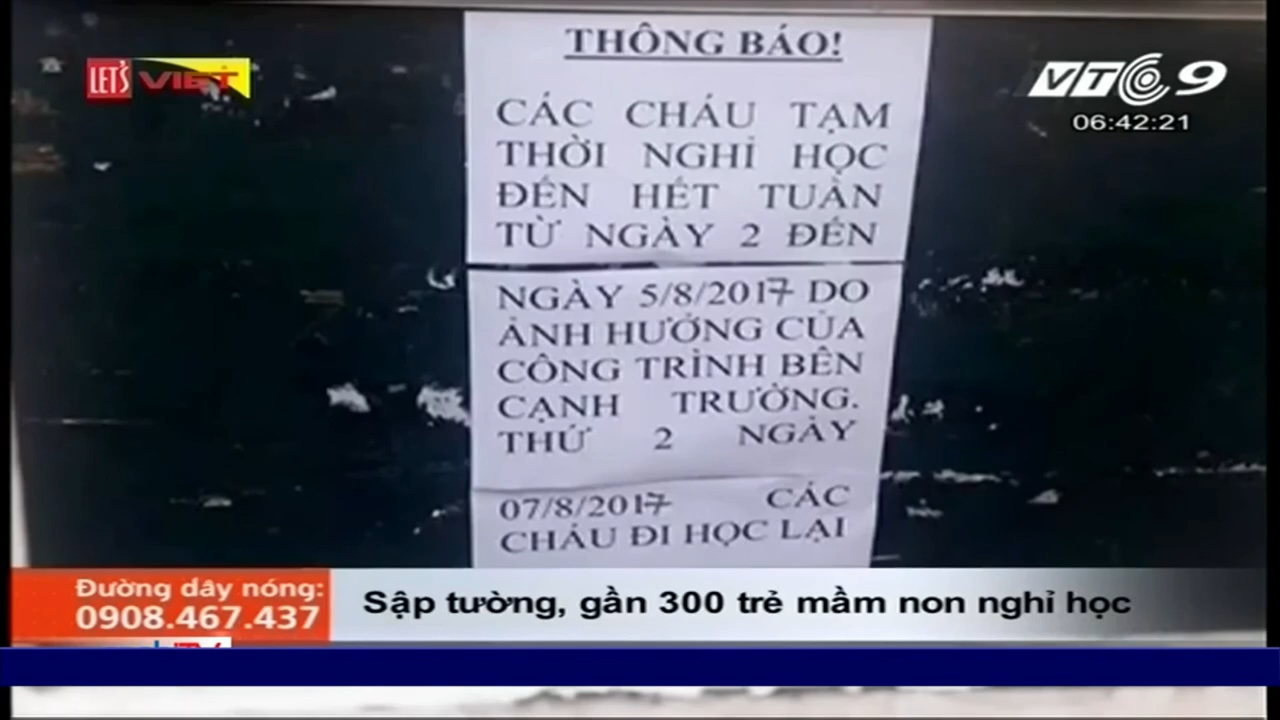 LET'S VIỆT
VTC 9
06:42:21
THÔNG BÁO!
CÁC CHÁU TẠM
THỜI NGHỈ HỌC
ĐẾN HẾT TUẦN
TỪ NGÀY 2 ĐẾN
NGÀY 5/8/2017 DO
ẢNH HƯỞNG CỦA
CÔNG TRÌNH BÊN
CẠNH TRƯỜNG.
THỨ 2 NGÀY
07/8/2017 CÁC
CHÁU ĐI HỌC LẠI
Đường dây nóng:
0908.467.437
Sập tường, gần 300 trẻ mầm non nghỉ học